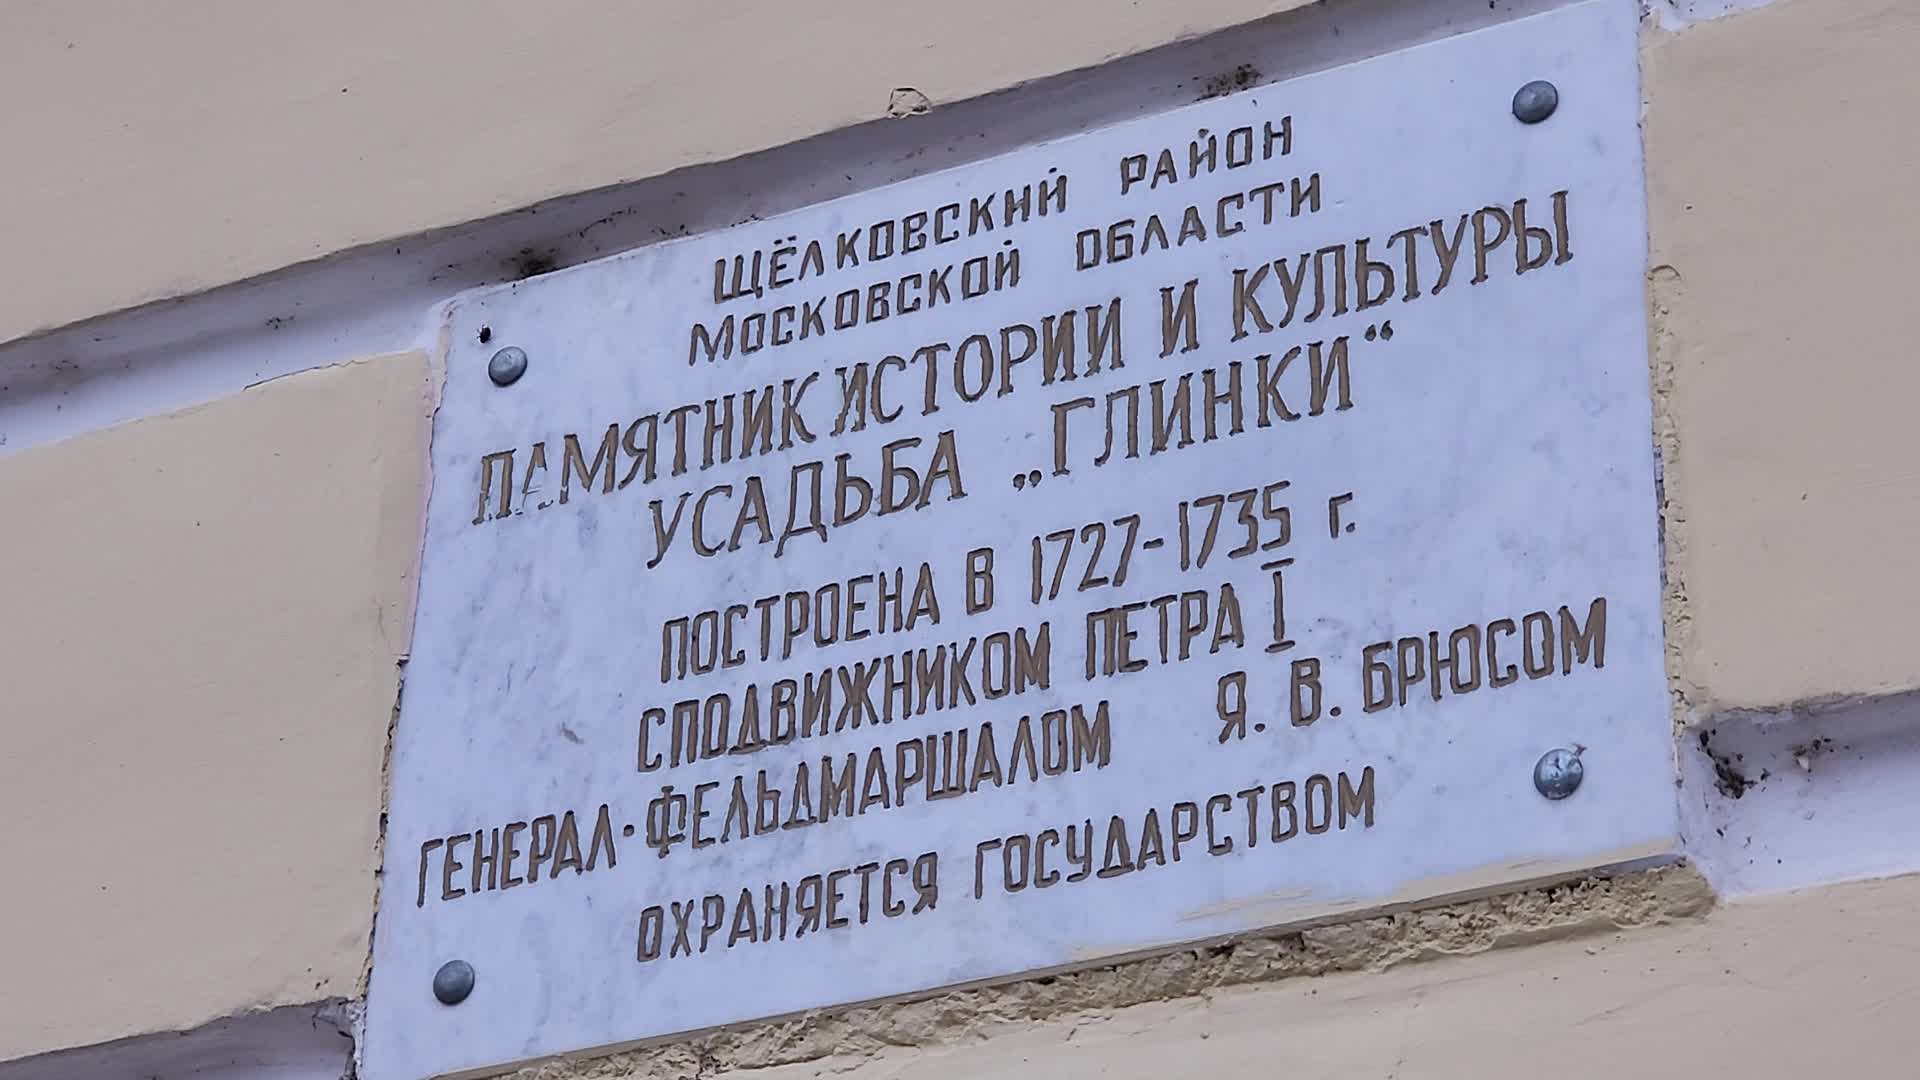 ЩЁЛКОВСКИЙ РАЙОН
МОСКОВСКОЙ ОБЛАСТИ
ПАМЯТНИК ИСТОРИИ И КУЛЬТУРЫ
УСАДЬБА „ГЛИНКИ“
ПОСТРОЕНА В 1727-1735 г.
СПОДВИЖНИКОМ ПЕТРА I
ГЕНЕРАЛ-ФЕЛЬДМАРШАЛОМ Я. В. БРЮСОМ
ОХРАНЯЕТСЯ ГОСУДАРСТВОМ